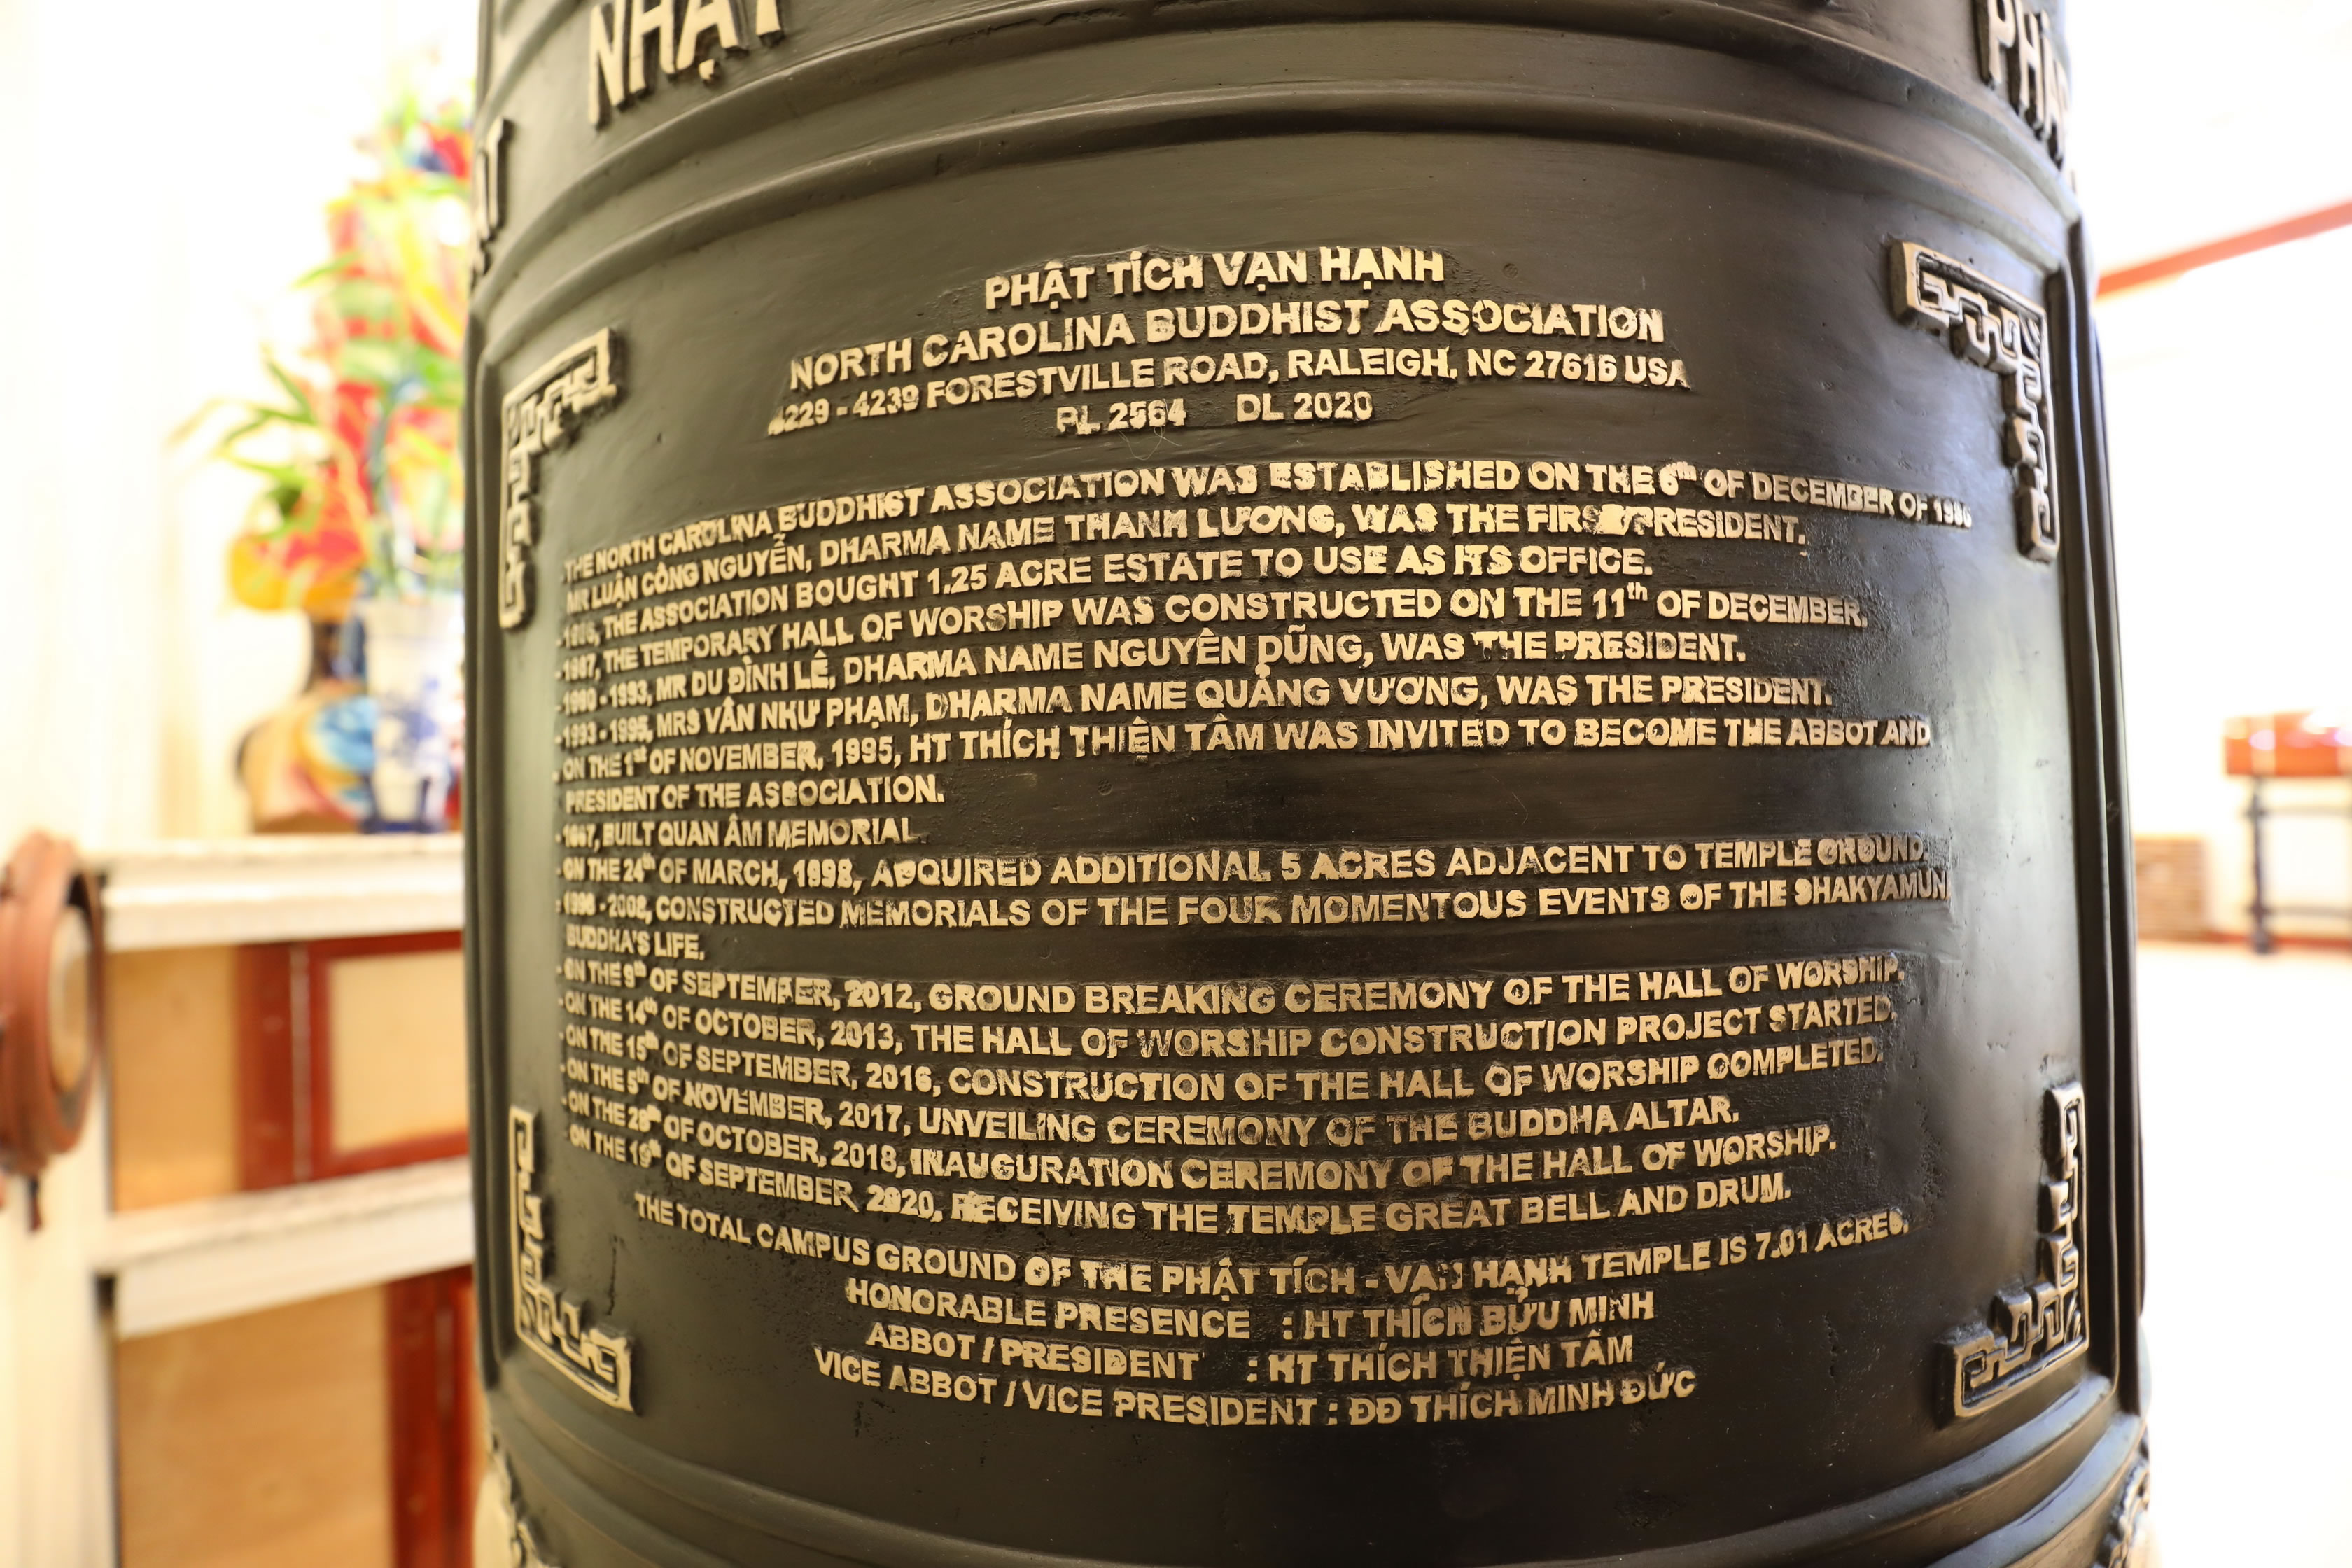 NHẬT
PHẬT TÍCH VẠN HẠNH
NORTH CAROLINA BUDDHIST ASSOCIATION
4229 - 4239 FORESTVILLE ROAD, RALEIGH, NC 27616 USA
PL 2564 DL 2020
THE NORTH CAROLINA BUDDHIST ASSOCIATION WAS ESTABLISHED ON THE 6th OF DECEMBER OF 1986
MR LUẬN CÔNG NGUYỄN, DHARMA NAME THANH LƯƠNG, WAS THE FIRST PRESIDENT.
- 1986, THE ASSOCIATION BOUGHT 1.25 ACRE ESTATE TO USE AS ITS OFFICE.
- 1987, THE TEMPORARY HALL OF WORSHIP WAS CONSTRUCTED ON THE 11th OF DECEMBER.
- 1990 - 1993, MR DU ĐÌNH LÊ, DHARMA NAME NGUYÊN DŨNG, WAS THE PRESIDENT.
- 1993 - 1995, MRS VÂN NHƯ PHẠM, DHARMA NAME QUẢNG VƯƠNG, WAS THE PRESIDENT.
- ON THE 1st OF NOVEMBER, 1995, HT THÍCH THIỆN TÂM WAS INVITED TO BECOME THE ABBOT AND
PRESIDENT OF THE ASSOCIATION.
- 1997, BUILT QUAN ÂM MEMORIAL.
- ON THE 24th OF MARCH, 1998, ADQUIRED ADDITIONAL 5 ACRES ADJACENT TO TEMPLE GROUND.
- 1998 - 2008, CONSTRUCTED MEMORIALS OF THE FOUR MOMENTOUS EVENTS OF THE SHAKYAMUNI
BUDDHA'S LIFE.
- ON THE 9th OF SEPTEMBER, 2012, GROUND BREAKING CEREMONY OF THE HALL OF WORSHIP.
- ON THE 14th OF OCTOBER, 2013, THE HALL OF WORSHIP CONSTRUCTION PROJECT STARTED.
- ON THE 15th OF SEPTEMBER, 2016, CONSTRUCTION OF THE HALL OF WORSHIP COMPLETED.
- ON THE 5th OF NOVEMBER, 2017, UNVEILING CEREMONY OF THE BUDDHA ALTAR.
- ON THE 28th OF OCTOBER, 2018, INAUGURATION CEREMONY OF THE HALL OF WORSHIP.
ON THE 19th OF SEPTEMBER, 2020, RECEIVING THE TEMPLE GREAT BELL AND DRUM.
THE TOTAL CAMPUS GROUND OF THE PHẬT TÍCH - VẠN HẠNH TEMPLE IS 7.01 ACRES.
HONORABLE PRESENCE : HT THÍCH BỬU MINH
ABBOT / PRESIDENT : HT THÍCH THIỆN TÂM
VICE ABBOT / VICE PRESIDENT : ĐĐ THÍCH MINH ĐỨC